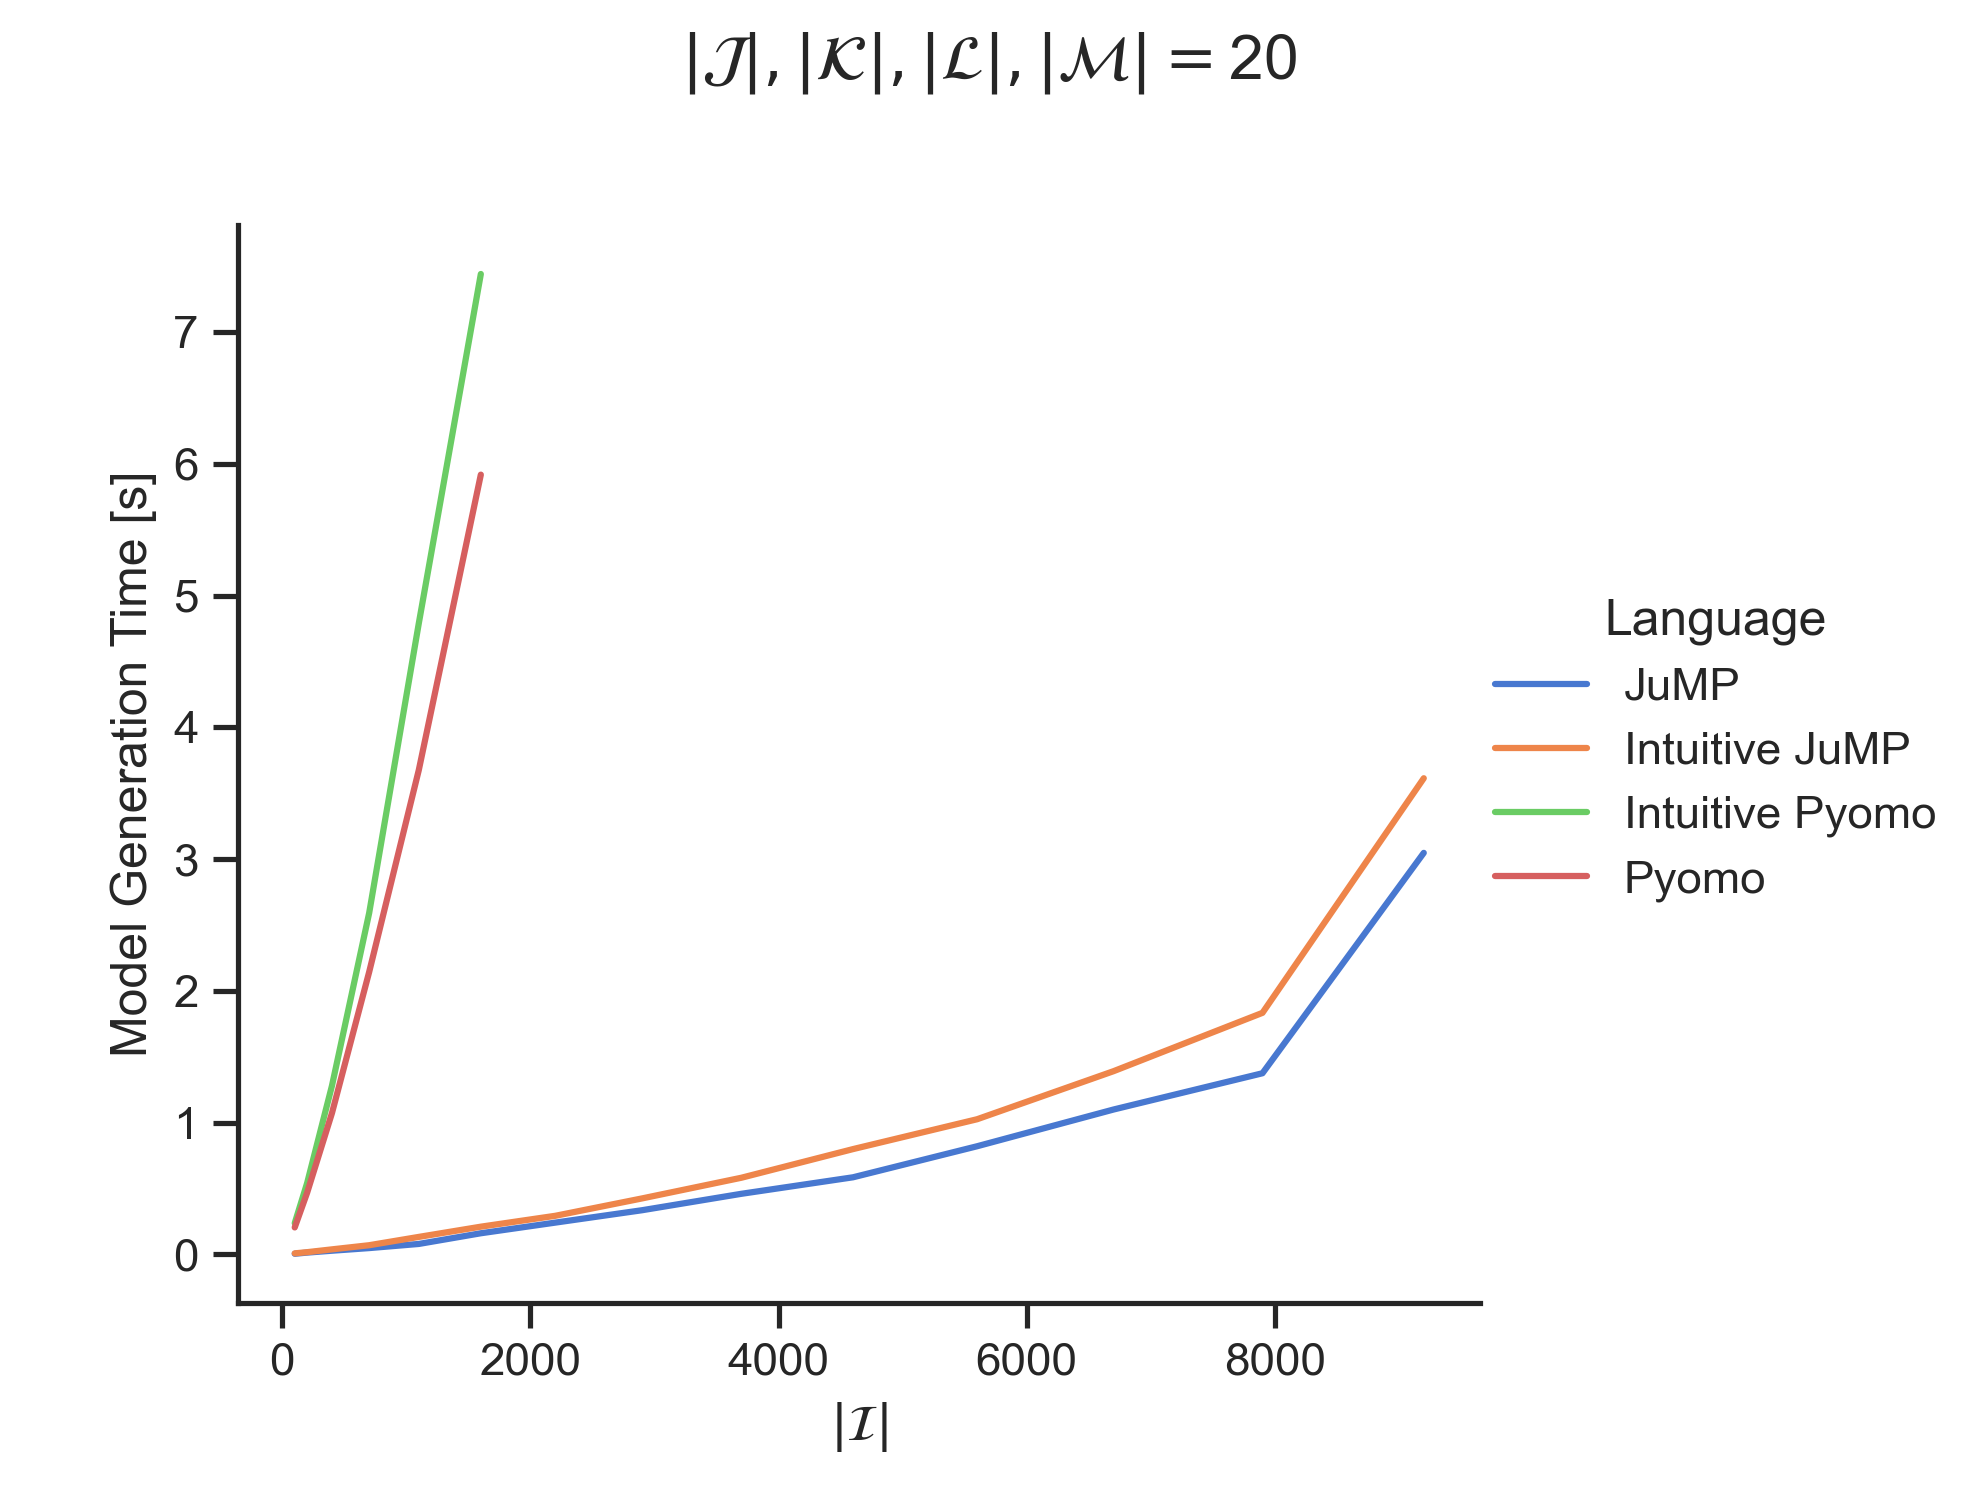 |𝒥|, |𝒦|, |ℒ|, |ℳ| = 20
Model Generation Time [s]
7
6
5
4
3
2
1
0
0 2000 4000 6000 8000
|ℐ|
Language
JuMP
Intuitive JuMP
Intuitive Pyomo
Pyomo